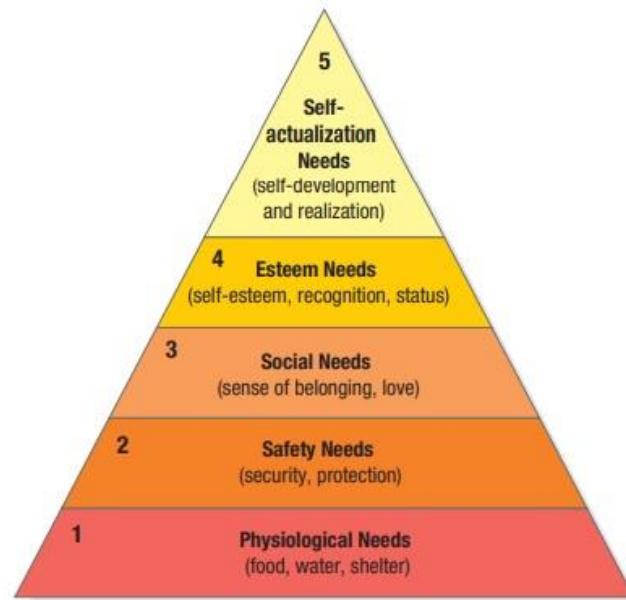 5
Self-
actualization
Needs
(self-development
and realization)
4
Esteem Needs
(self-esteem, recognition, status)
3
Social Needs
(sense of belonging, love)
2
Safety Needs
(security, protection)
1
Physiological Needs
(food, water, shelter)